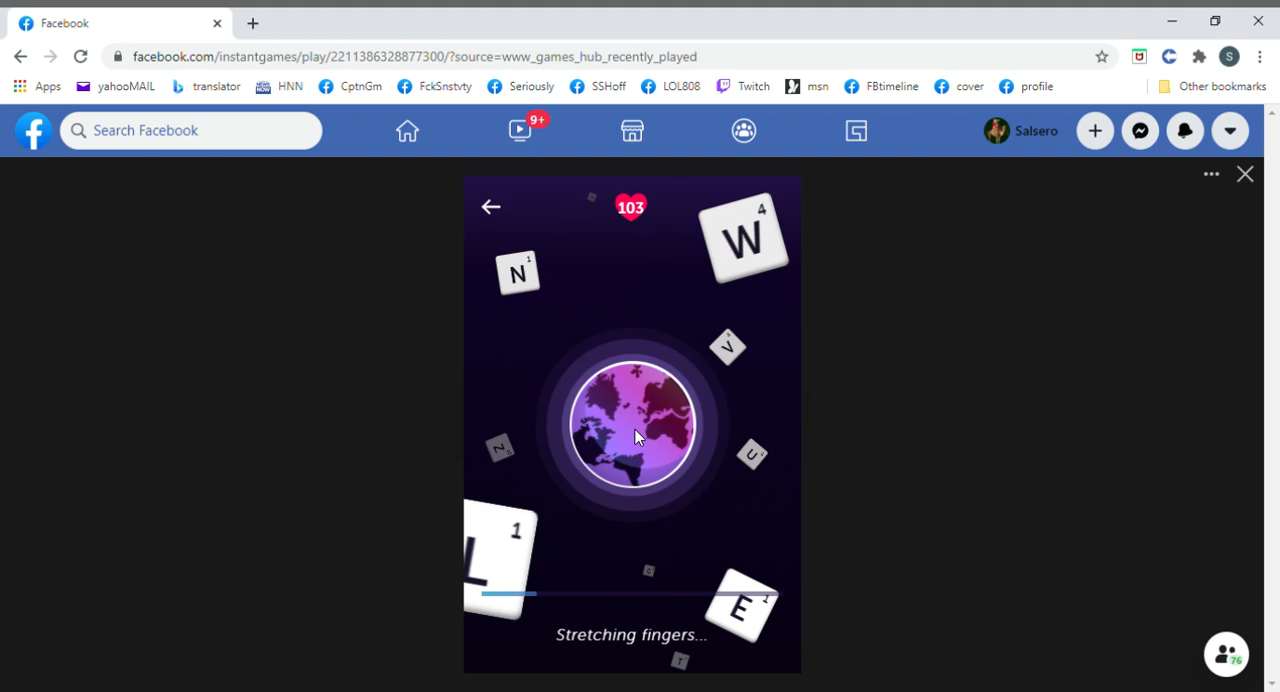 Facebook
facebook.com/instantgames/play/2211386328877300/?source=www_games_hub_recently_played
S
Apps yahooMAIL translator HNN CptnGm FckSnstvty Seriously SSHoff LOL808 Twitch msn FBtimeline cover profile Other bookmarks
Search Facebook
9+
Salsero
103
W 4
N 1
V
N
U
L 1
E 1
Stretching fingers...
T
76